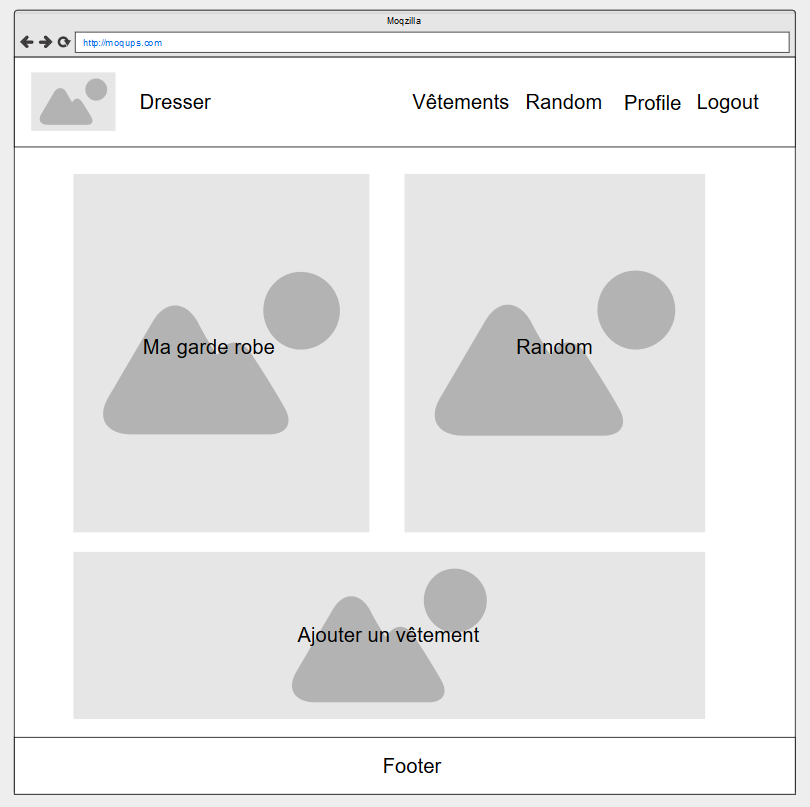 Moqzilla
http://moqups.com
Dresser Vêtements Random Profile Logout
Ma garde robe Random
Ajouter un vêtement
Footer